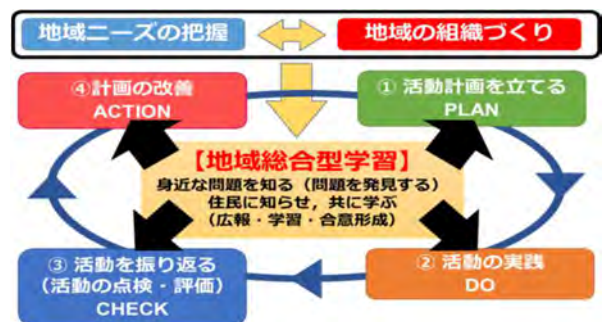 地域ニーズの把握
地域の組織づくり
④計画の改善
ACTION
① 活動計画を立てる
PLAN
【地域総合型学習】
身近な問題を知る（問題を発見する）
住民に知らせ，共に学ぶ
（広報・学習・合意形成）
③ 活動を振り返る
（活動の点検・評価）
CHECK
② 活動の実践
DO